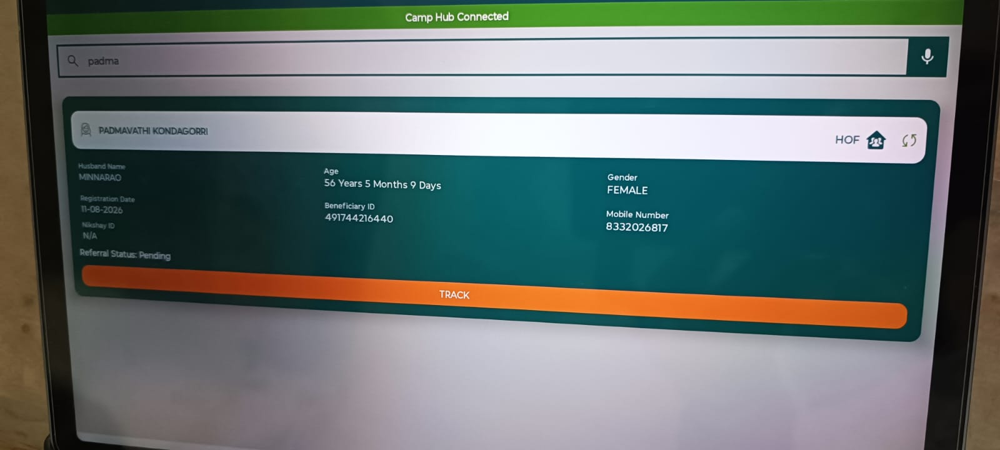 Camp Hub Connected
padma
PADMAVATHI KONDAGORRI
HOF
Husband Name
MINNARAO
Age
56 Years 5 Months 9 Days
Gender
FEMALE
Registration Date
11-08-2026
Beneficiary ID
491744216440
Mobile Number
8332026817
Nikshay ID
N/A
Referral Status: Pending
TRACK